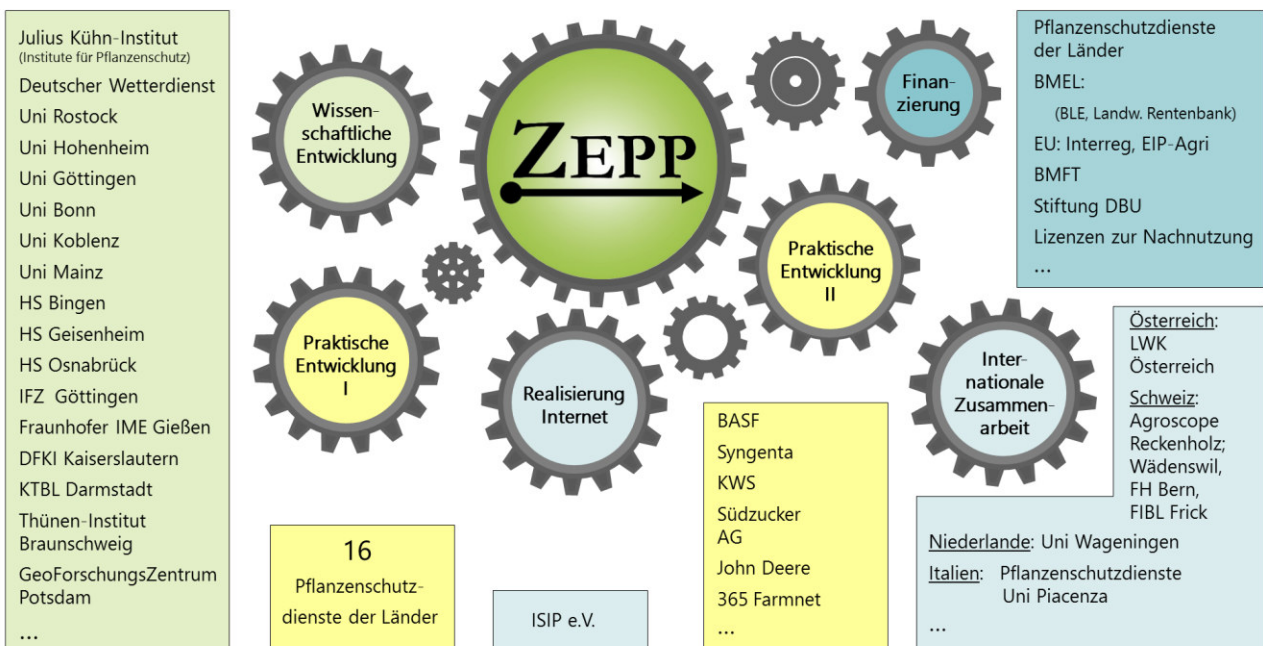 Julius Kühn-Institut
(Institute für Pflanzenschutz)
Deutscher Wetterdienst
Uni Rostock
Uni Hohenheim
Uni Göttingen
Uni Bonn
Uni Koblenz
Uni Mainz
HS Bingen
HS Geisenheim
HS Osnabrück
IFZ Göttingen
Fraunhofer IME Gießen
DFKI Kaiserslautern
KTBL Darmstadt
Thünen-Institut
Braunschweig
GeoForschungsZentrum
Potsdam
...
Wissen-
schaftliche
Entwicklung
ZEPP
Finan-
zierung
Pflanzenschutzdienste
der Länder
BMEL:
(BLE, Landw. Rentenbank)
EU: Interreg, EIP-Agri
BMFT
Stiftung DBU
Lizenzen zur Nachnutzung
...
Praktische
Entwicklung
I
Praktische
Entwicklung
II
Realisierung
Internet
Inter-
nationale
Zusammen-
arbeit
16
Pflanzenschutz-
dienste der Länder
ISIP e.V.
BASF
Syngenta
KWS
Südzucker
AG
John Deere
365 Farmnet
...
Österreich:
LWK
Österreich
Schweiz:
Agroscope
Reckenholz;
Wädenswil,
FH Bern,
FIBL Frick
Niederlande: Uni Wageningen
Italien: Pflanzenschutzdienste
Uni Piacenza
...